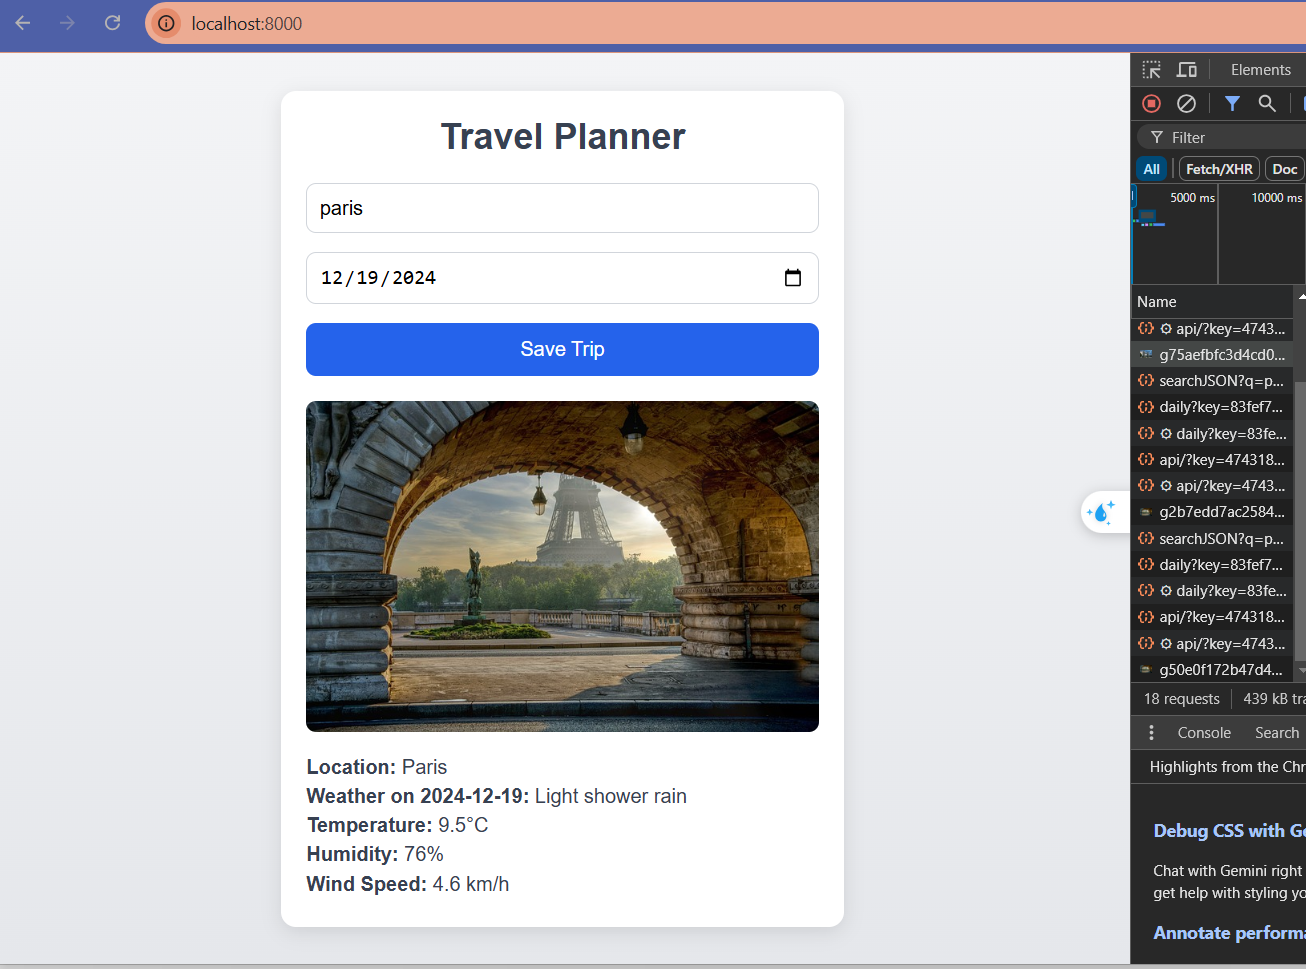 localhost:8000
Travel Planner
paris
12/19/2024
Save Trip
Location: Paris
Weather on 2024-12-19: Light shower rain
Temperature: 9.5°C
Humidity: 76%
Wind Speed: 4.6 km/h
Elements
Filter
All Fetch/XHR Doc
5000 ms 10000 ms
Name
api/?key=4743...
g75aefbfc3d4cd0...
searchJSON?q=p...
daily?key=83fef7...
daily?key=83fe...
api/?key=474318...
api/?key=4743...
g2b7edd7ac2584...
searchJSON?q=p...
daily?key=83fef7...
daily?key=83fe...
api/?key=474318...
api/?key=4743...
g50e0f172b47d4...
18 requests 439 kB tra
Console Search
Highlights from the Chr
Debug CSS with Ge
Chat with Gemini right
get help with styling yo
Annotate performa